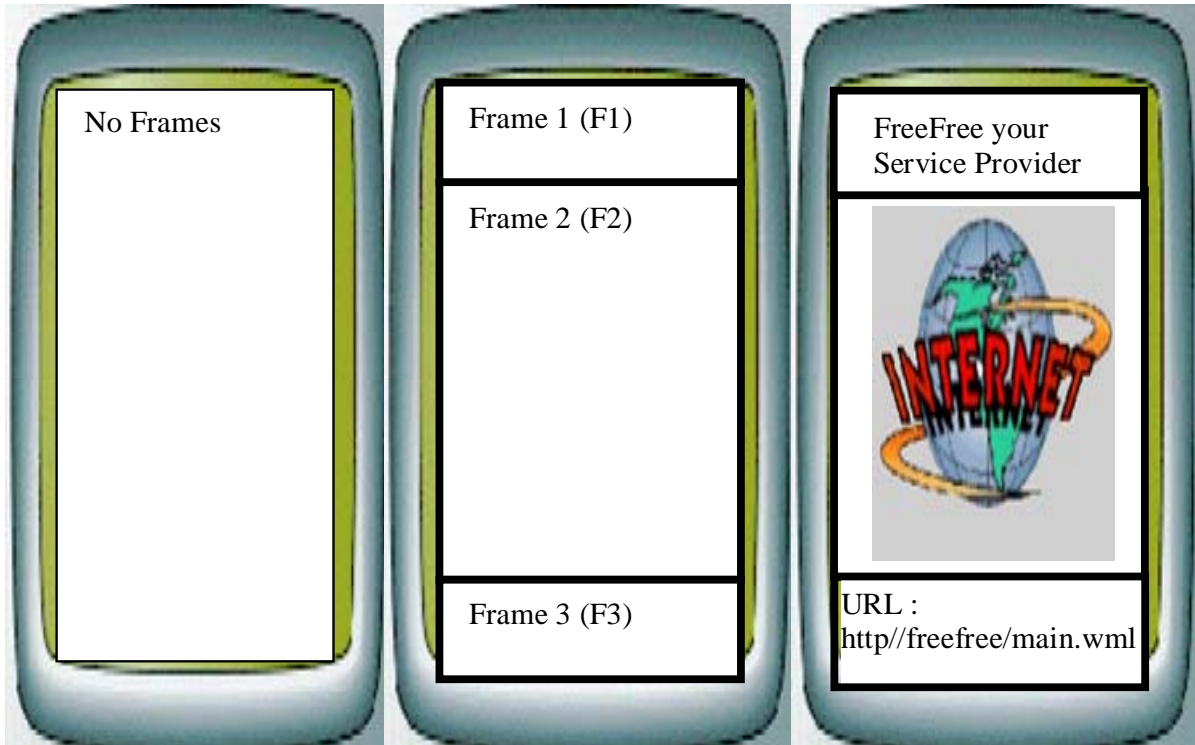 No Frames
Frame 1 (F1)
Frame 2 (F2)
Frame 3 (F3)
FreeFree your
Service Provider
INTERNET
URL :
http//freefree/main.wml